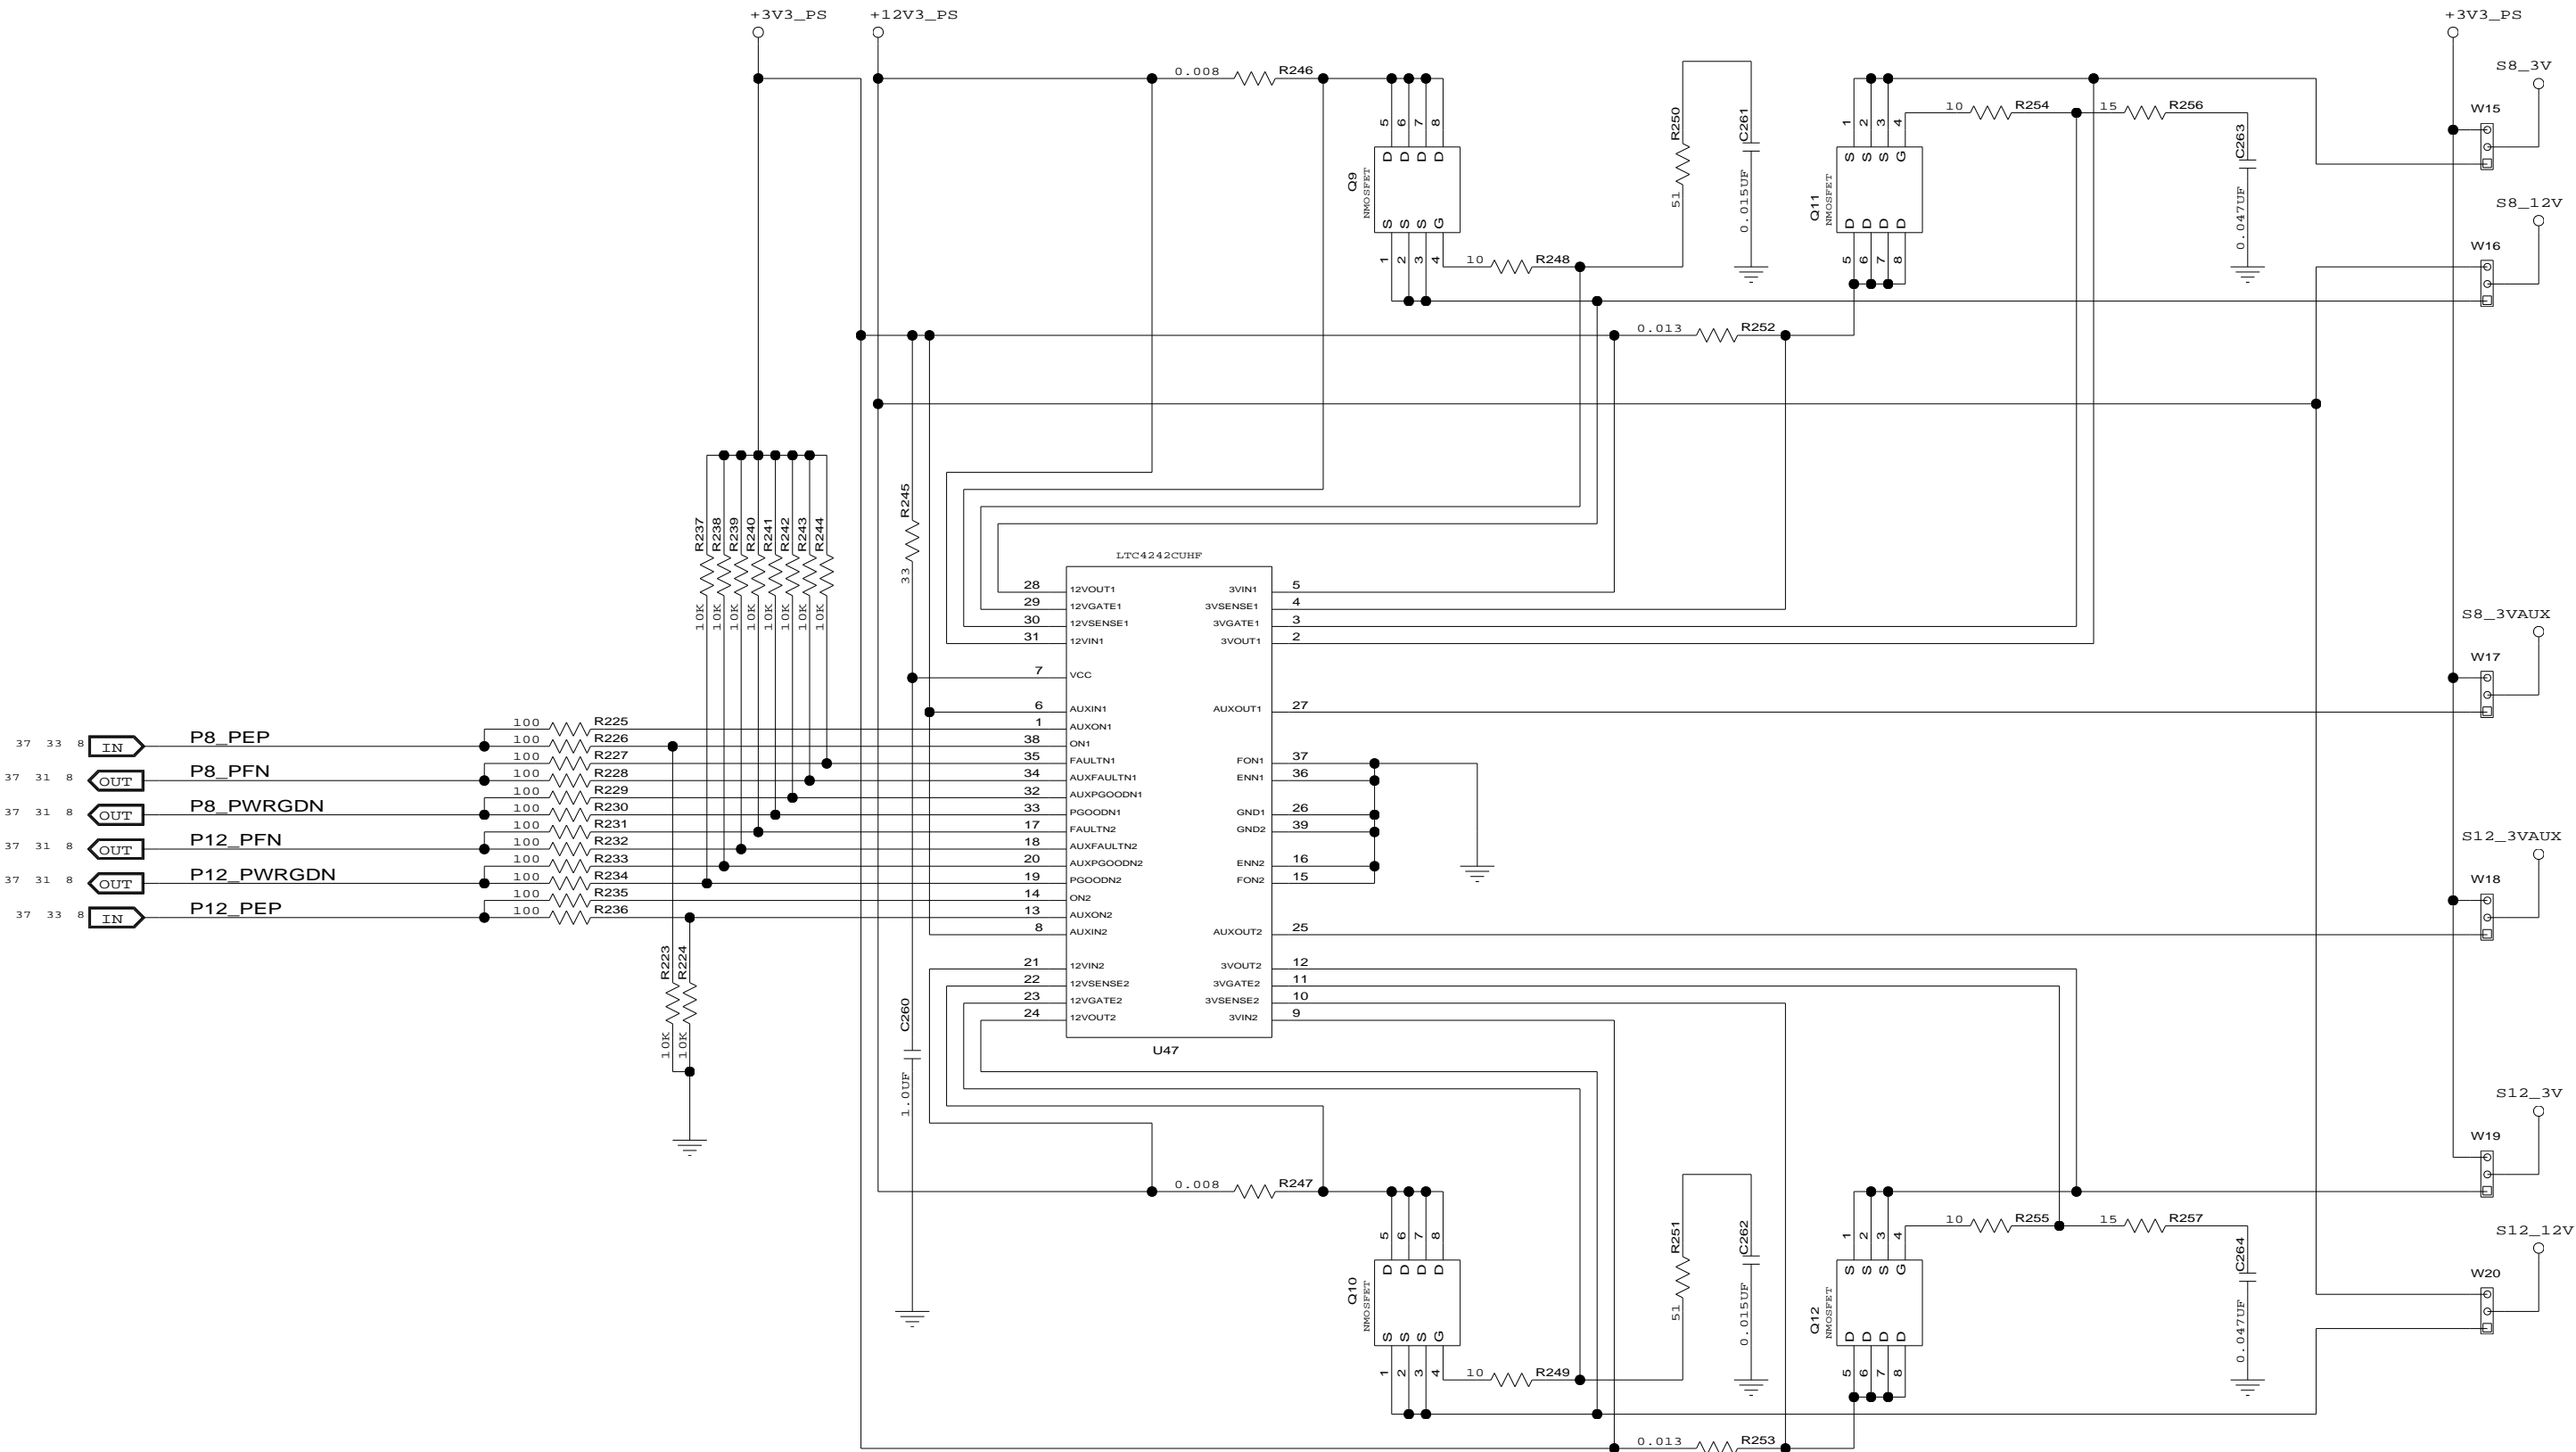 +3V3_PS +12V3_PS +3V3_PS
S8_3V
0.008 R246
W15
10 R254 15 R256
R250 C261 C263
5 6 7 8 1 2 3 4
D D D D S S S G
Q9 NMOSFET Q11 NMOSFET
51 0.015UF 0.047UF
S S S G D D D D
1 2 3 4 5 6 7 8
S8_12V
W16
10 R248
0.013 R252
R245
33
R237 R238 R239 R240 R241 R242 R243 R244
10K 10K 10K 10K 10K 10K 10K 10K
LTC4242CUHF
28 12VOUT1 3VIN1 5
29 12VGATE1 3VSENSE1 4
30 12VSENSE1 3VGATE1 3
31 12VIN1 3VOUT1 2
S8_3VAUX
W17
7 VCC
6 AUXIN1 AUXOUT1 27
100 R225 1 AUXON1
37 33 8 IN P8_PEP 100 R226 38 ON1
100 R227 35 FAULTN1 FON1 37
37 31 8 OUT P8_PFN 100 R228 34 AUXFAULTN1 ENN1 36
100 R229 32 AUXPGOODN1
37 31 8 OUT P8_PWRGDN 100 R230 33 PGOODN1 GND1 26
100 R231 17 FAULTN2 GND2 39
37 31 8 OUT P12_PFN 100 R232 18 AUXFAULTN2
100 R233 20 AUXPGOODN2 ENN2 16
37 31 8 OUT P12_PWRGDN 100 R234 19 PGOODN2 FON2 15
100 R235 14 ON2
37 33 8 IN P12_PEP 100 R236 13 AUXON2
8 AUXIN2 AUXOUT2 25
S12_3VAUX
W18
R223 R224
10K 10K
21 12VIN2 3VOUT2 12
22 12VSENSE2 3VGATE2 11
23 12VGATE2 3VSENSE2 10
24 12VOUT2 3VIN2 9
U47
C260
1.0UF
S12_3V
W19
0.008 R247
10 R255 15 R257
R251 C262 C264
5 6 7 8 1 2 3 4
D D D D S S S G
Q10 NMOSFET Q12 NMOSFET
51 0.015UF 0.047UF
S S S G D D D D
1 2 3 4 5 6 7 8
S12_12V
W20
10 R249
0.013 R253